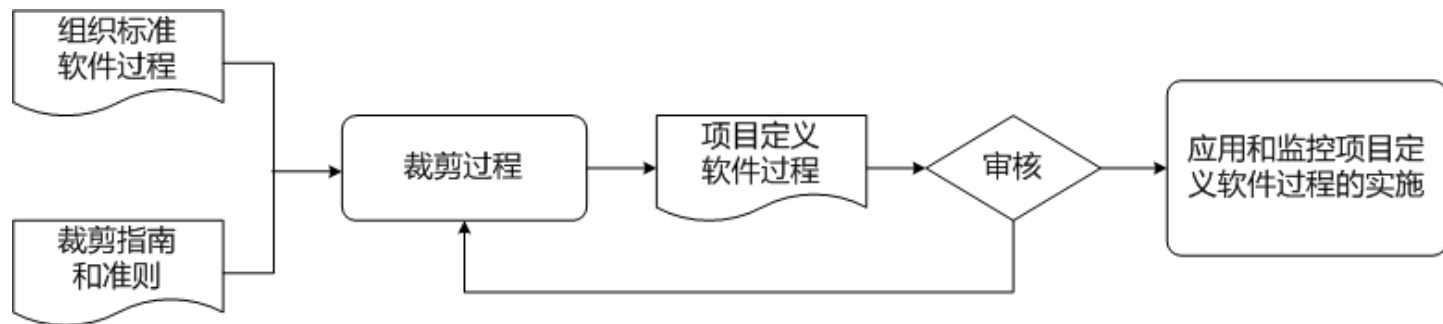 组织标准
软件过程
裁剪指南
和准则
裁剪过程
项目定义
软件过程
审核
应用和监控项目定
义软件过程的实施